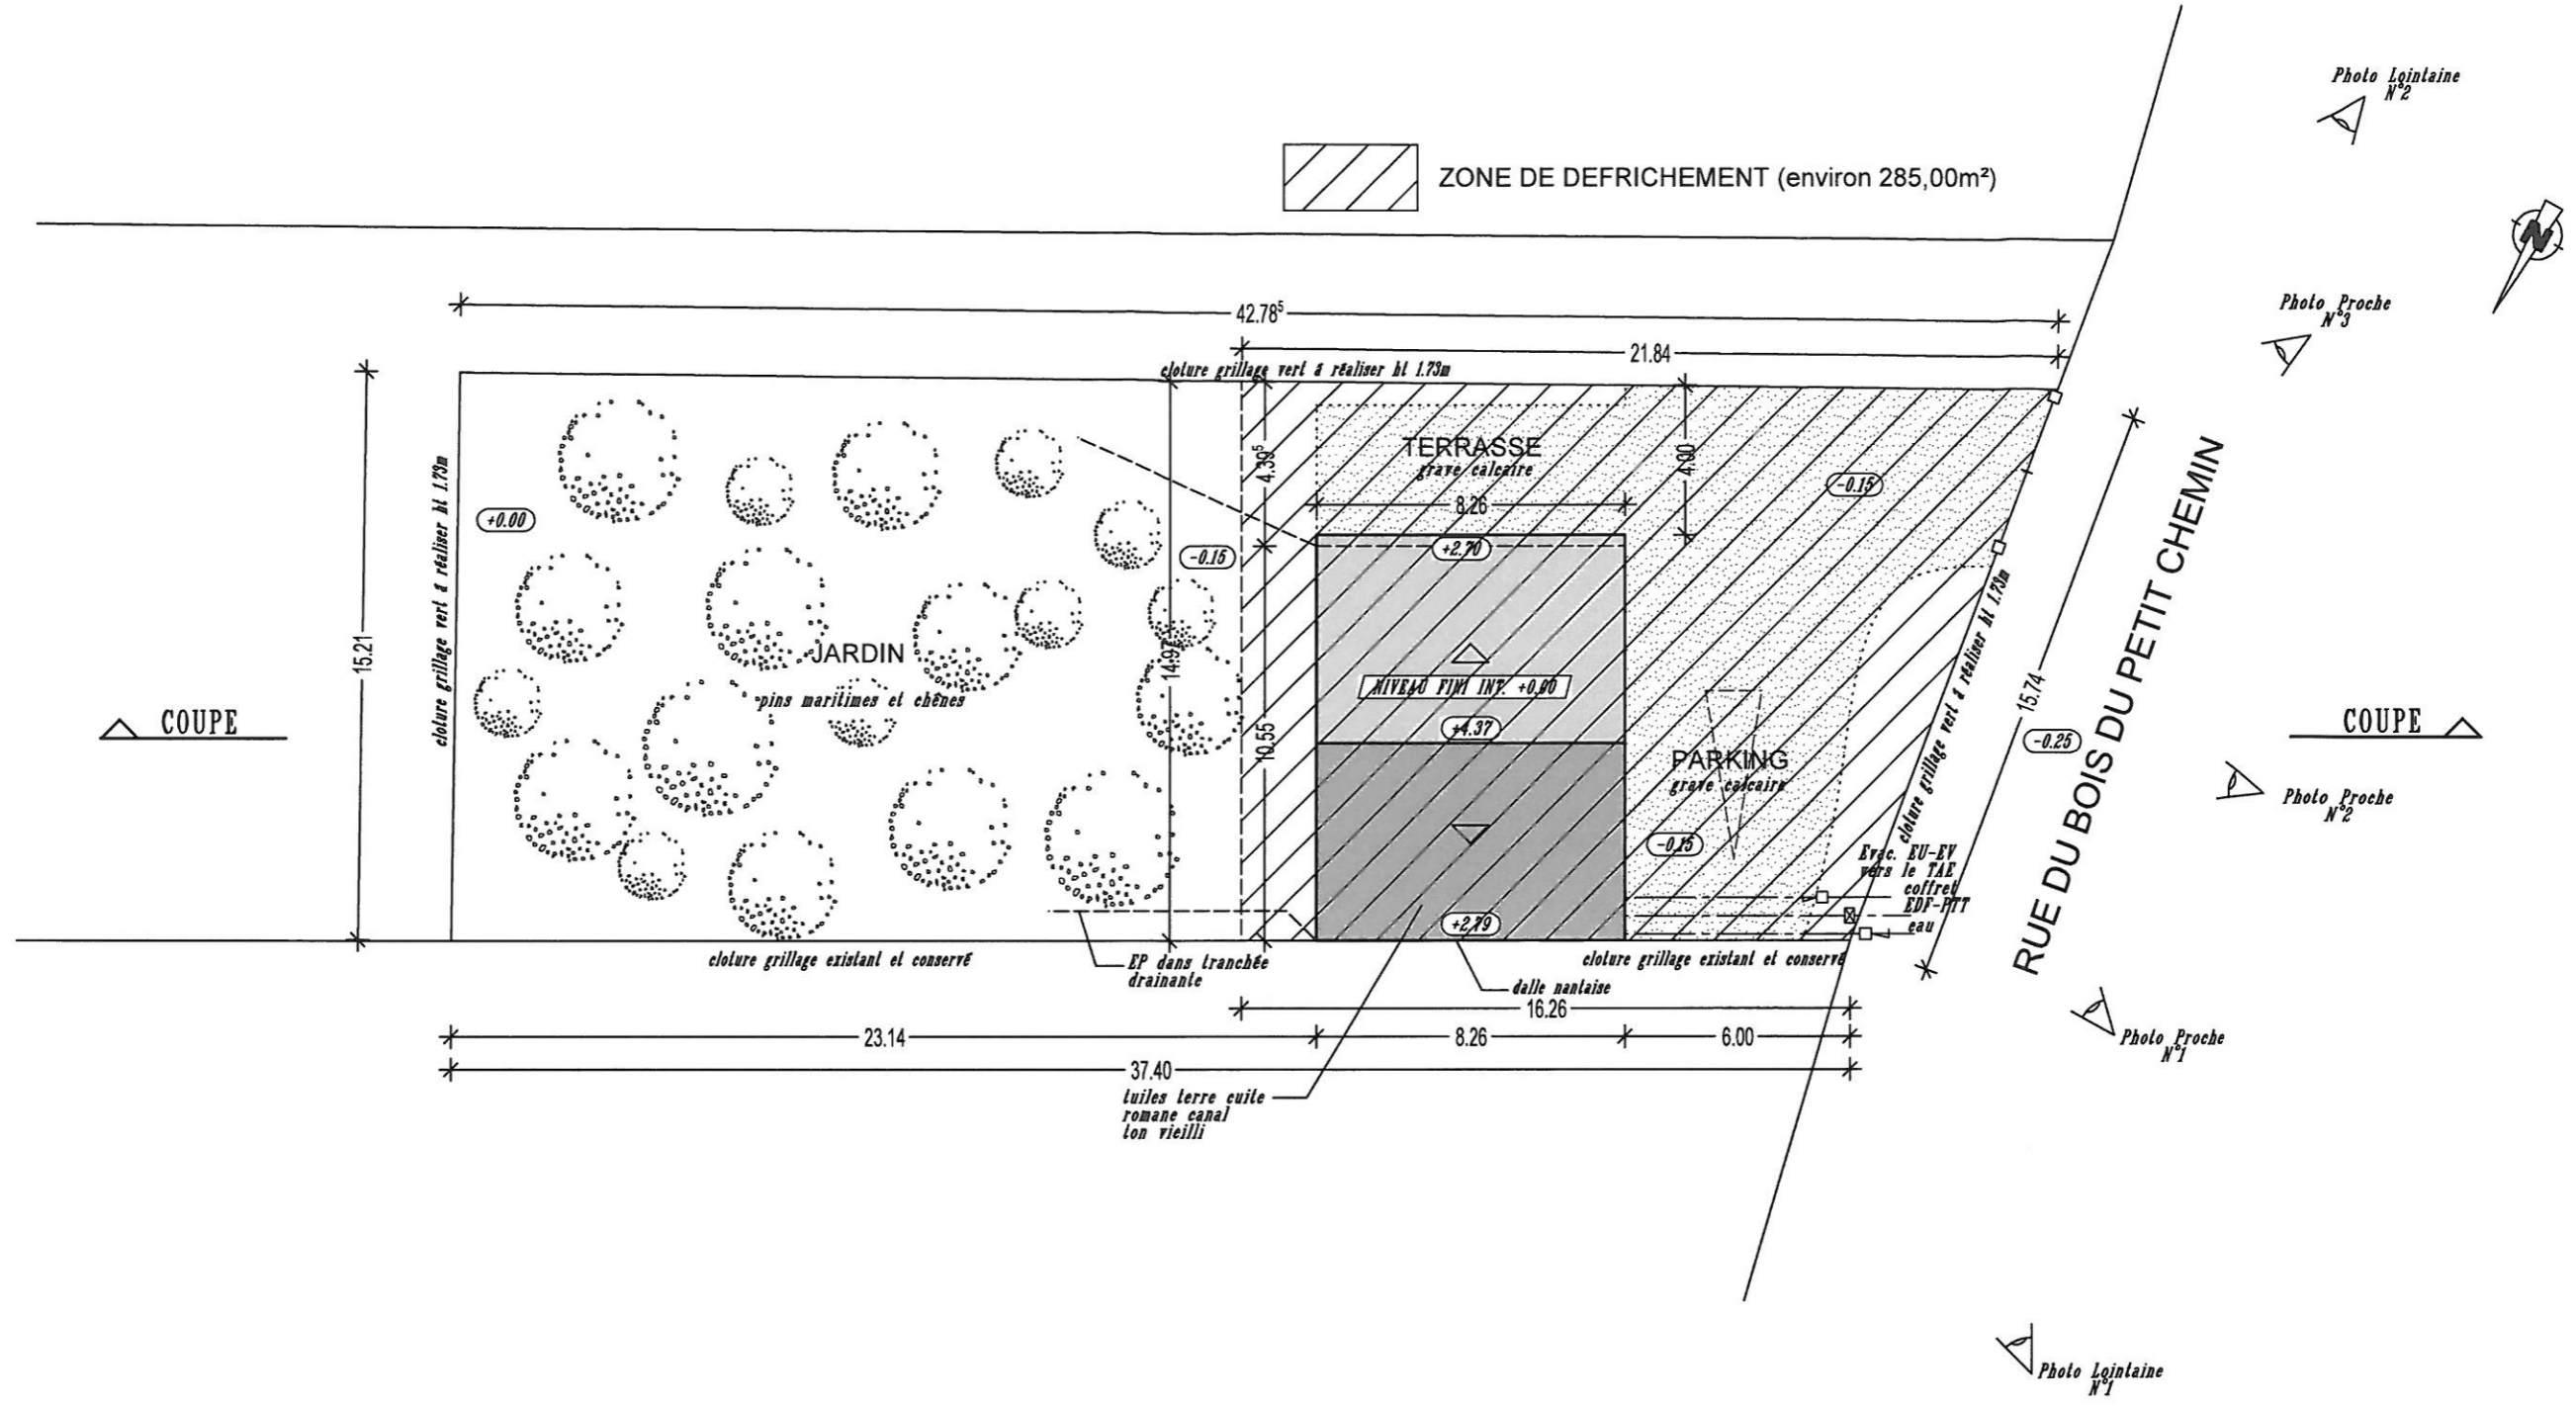 Photo Lointaine
N°2
ZONE DE DEFRICHEMENT (environ 285,00m²)
N
Photo Proche
N°3
42.78⁵
21.84
cloture grillage vert à réaliser ht 1.73m
TERRASSE
grave calcaire
4.39⁵
4.00
8.26
-0.15
+0.00
+2.70
-0.15
cloture grillage vert à réaliser ht 1.73m
15.21
JARDIN
pins maritimes et chênes
14.97
NIVEAU FINI INT. +0.00
+4.37
10.55
COUPE
PARKING
grave calcaire
-0.15
cloture grillage vert à réaliser ht 1.73m
15.74
-0.25
RUE DU BOIS DU PETIT CHEMIN
COUPE
Photo Proche
N°2
Evac. EU-EV
vers le TAE
coffret
EDF-PTT
eau
+2.79
cloture grillage existant et conservé
EP dans tranchée
drainante
cloture grillage existant et conservé
dalle nantaise
16.26
23.14
8.26
6.00
37.40
Photo Proche
N°1
tuiles terre cuite
romane canal
ton vieilli
Photo Lointaine
N°1